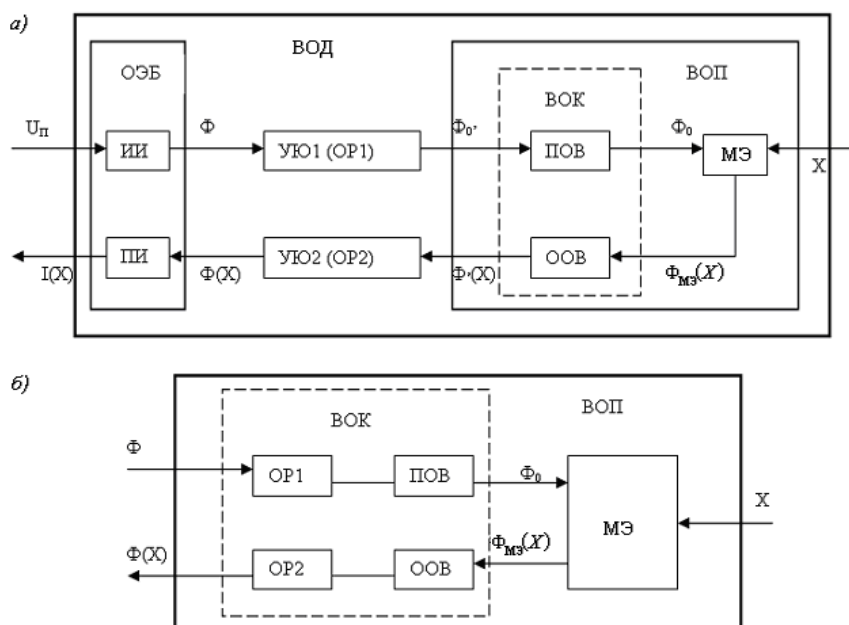 а)
ВОД
ОЭБ
ВОП
ВОК
Uп
ИИ
Ф
УЮ1 (ОР1)
Ф0'
ПОВ
Ф0
МЭ
X
I(X)
ПИ
Ф(X)
УЮ2 (ОР2)
Ф'(X)
ООВ
Фмэ(X)
б)
ВОК
ВОП
Ф
ОР1
ПОВ
Ф0
МЭ
X
Ф(X)
ОР2
ООВ
Фмэ(X)